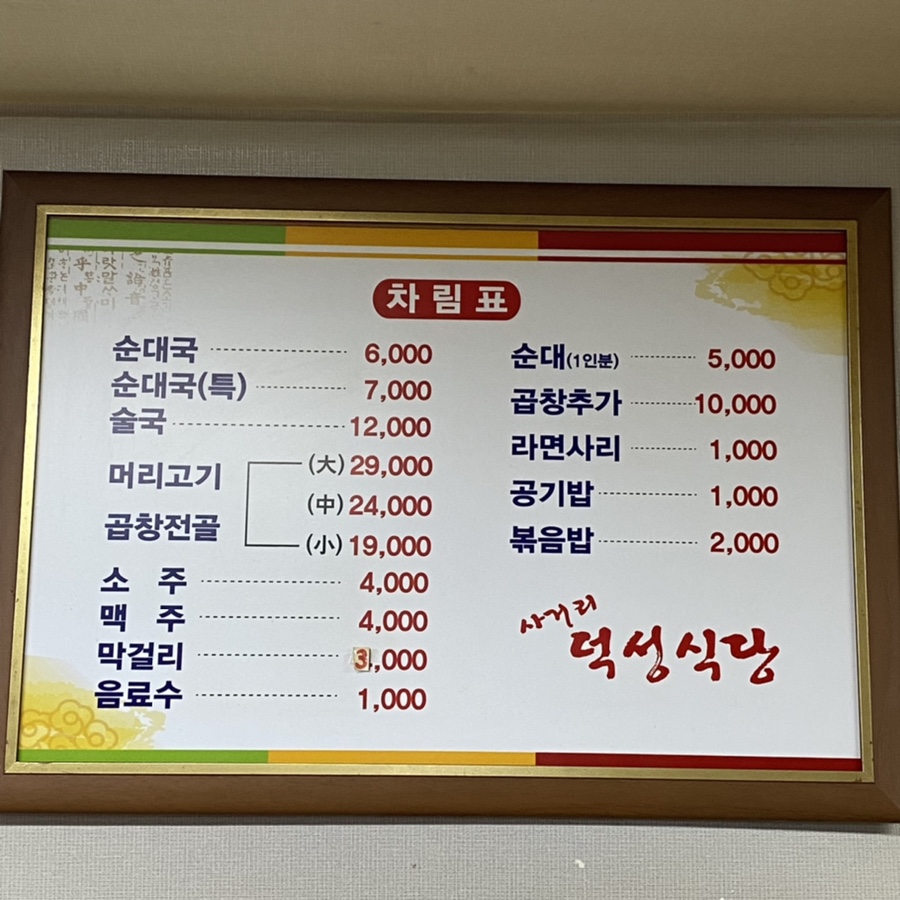 차림표
순대국 6,000
순대국(특) 7,000
술국 12,000
머리고기
곱창전골
(大) 29,000
(中) 24,000
(小) 19,000
소 주 4,000
맥 주 4,000
막걸리 3,000
음료수 1,000
순대(1인분) 5,000
곱창추가 10,000
라면사리 1,000
공기밥 1,000
볶음밥 2,000
사거리
덕성식당